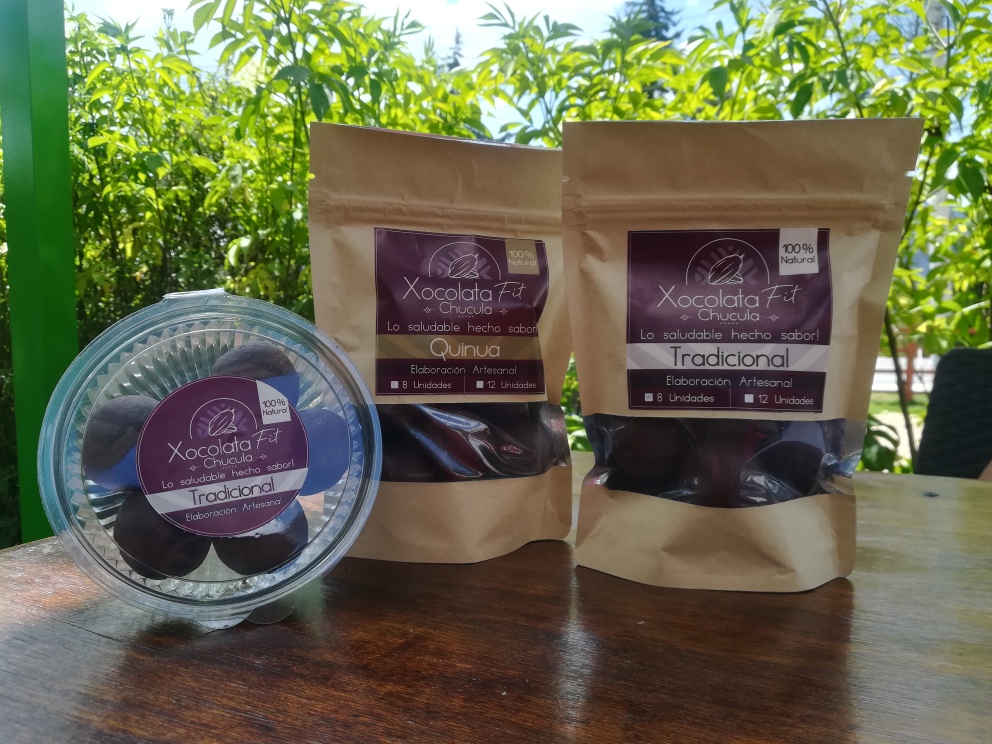 100%
Natural
Xocolata Fit
Chucula
Lo saludable hecho sabor!
Tradicional
Elaboración Artesanal
100%
Natural
Xocolata Fit
Chucula
Lo saludable hecho sabor
Quinua
Elaboración Artesanal
8 Unidades 12 Unidades
100%
Natural
Xocolata Fit
Chucula
Lo saludable hecho sabor!
Tradicional
Elaboración Artesanal
8 Unidades 12 Unidades